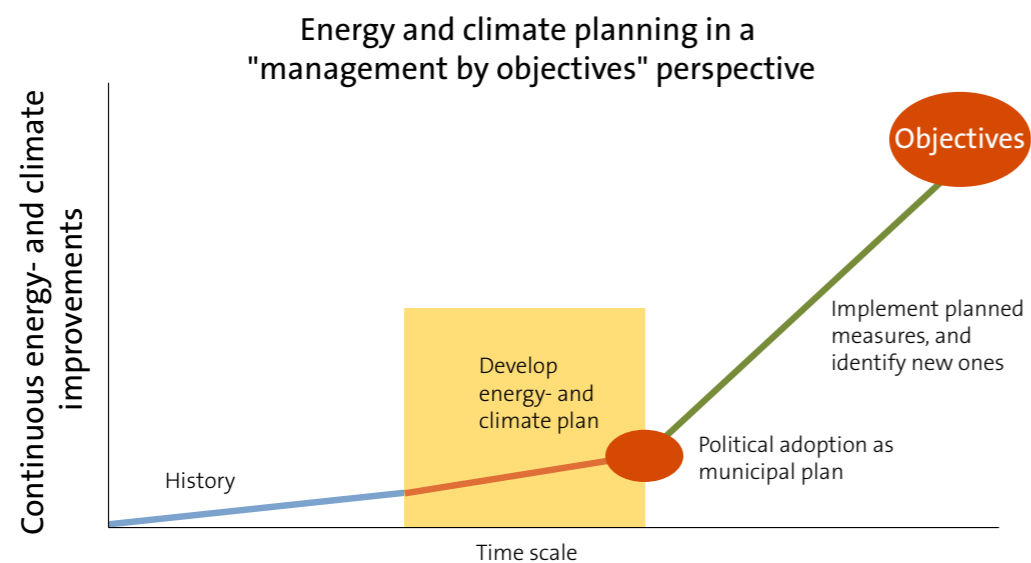 Energy and climate planning in a
"management by objectives" perspective
Continuous energy- and climate
improvements
Objectives
Implement planned
measures, and
identify new ones
Develop
energy- and
climate plan
Political adoption as
municipal plan
History
Time scale